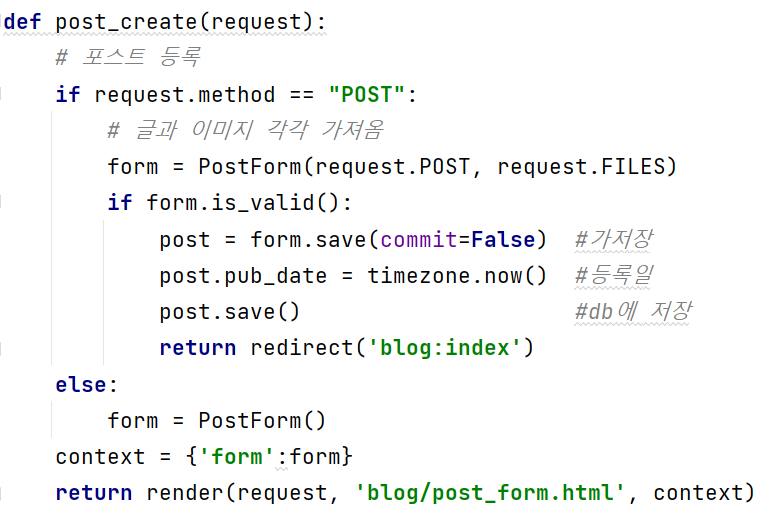 def post_create(request):
    # 포스트 등록
    if request.method == "POST":
        # 글과 이미지 각각 가져옴
        form = PostForm(request.POST, request.FILES)
        if form.is_valid():
            post = form.save(commit=False)  #가저장
            post.pub_date = timezone.now()  #등록일
            post.save()                     #db에 저장
            return redirect('blog:index')
    else:
        form = PostForm()
    context = {'form':form}
    return render(request, 'blog/post_form.html', context)